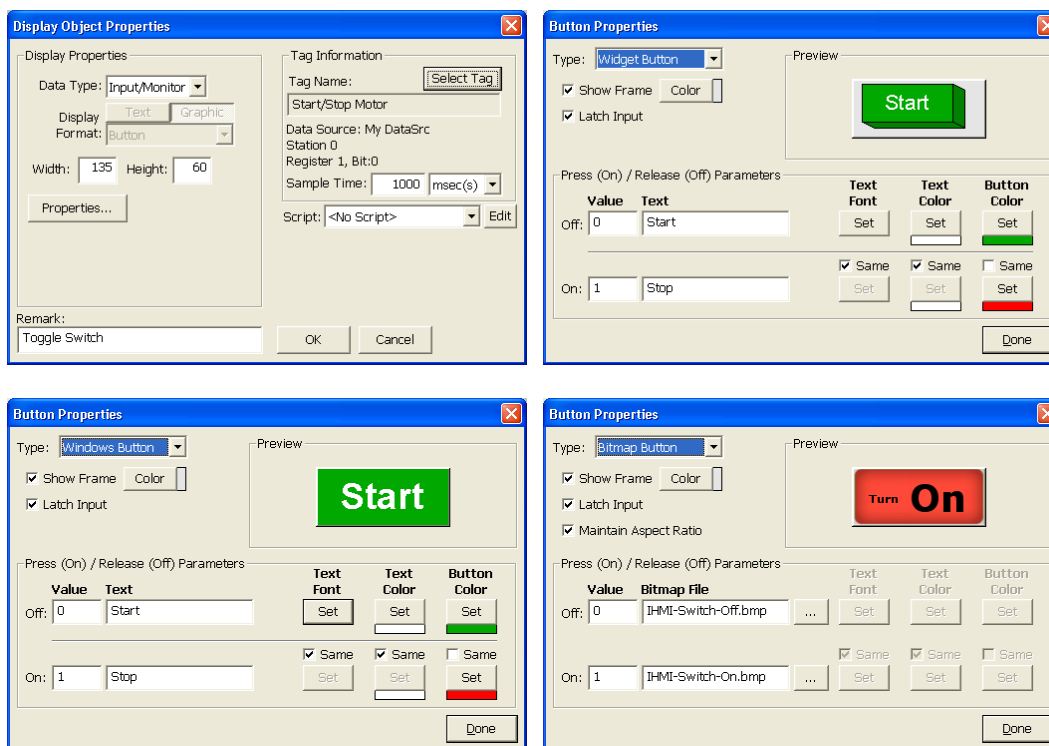 Display Object Properties
Display Properties
Data Type: Input/Monitor
Display Format: Text Graphic
Button
Width: 135 Height: 60
Properties...
Remark:
Toggle Switch
Tag Information
Tag Name: Select Tag
Start/Stop Motor
Data Source: My DataSrc
Station 0
Register 1, Bit:0
Sample Time: 1000 msec(s)
Script: <No Script> Edit
OK Cancel
Button Properties
Type: Widget Button
Show Frame Color
Latch Input
Preview
Start
Press (On) / Release (Off) Parameters
Value Text Text Font Text Color Button Color
Off: 0 Start Set Set Set
Same Same Same
On: 1 Stop Set Set Set
Done
Button Properties
Type: Windows Button
Show Frame Color
Latch Input
Preview
Start
Press (On) / Release (Off) Parameters
Value Text Text Font Text Color Button Color
Off: 0 Start Set Set Set
Same Same Same
On: 1 Stop Set Set Set
Done
Button Properties
Type: Bitmap Button
Show Frame Color
Latch Input
Maintain Aspect Ratio
Preview
Turn On
Press (On) / Release (Off) Parameters
Value Bitmap File Text Font Text Color Button Color
Off: 0 IHMI-Switch-Off.bmp ... Set Set Set
Same Same Same
On: 1 IHMI-Switch-On.bmp ... Set Set Set
Done